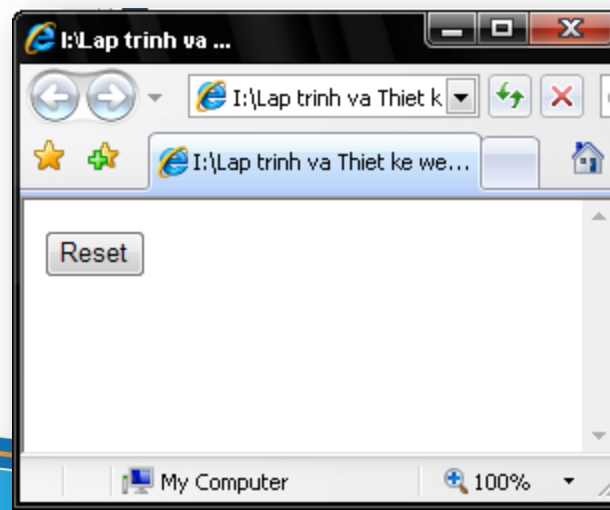 I:\Lap trinh va ...
I:\Lap trinh va Thiet k
I:\Lap trinh va Thiet ke we...
Reset
My Computer
100%